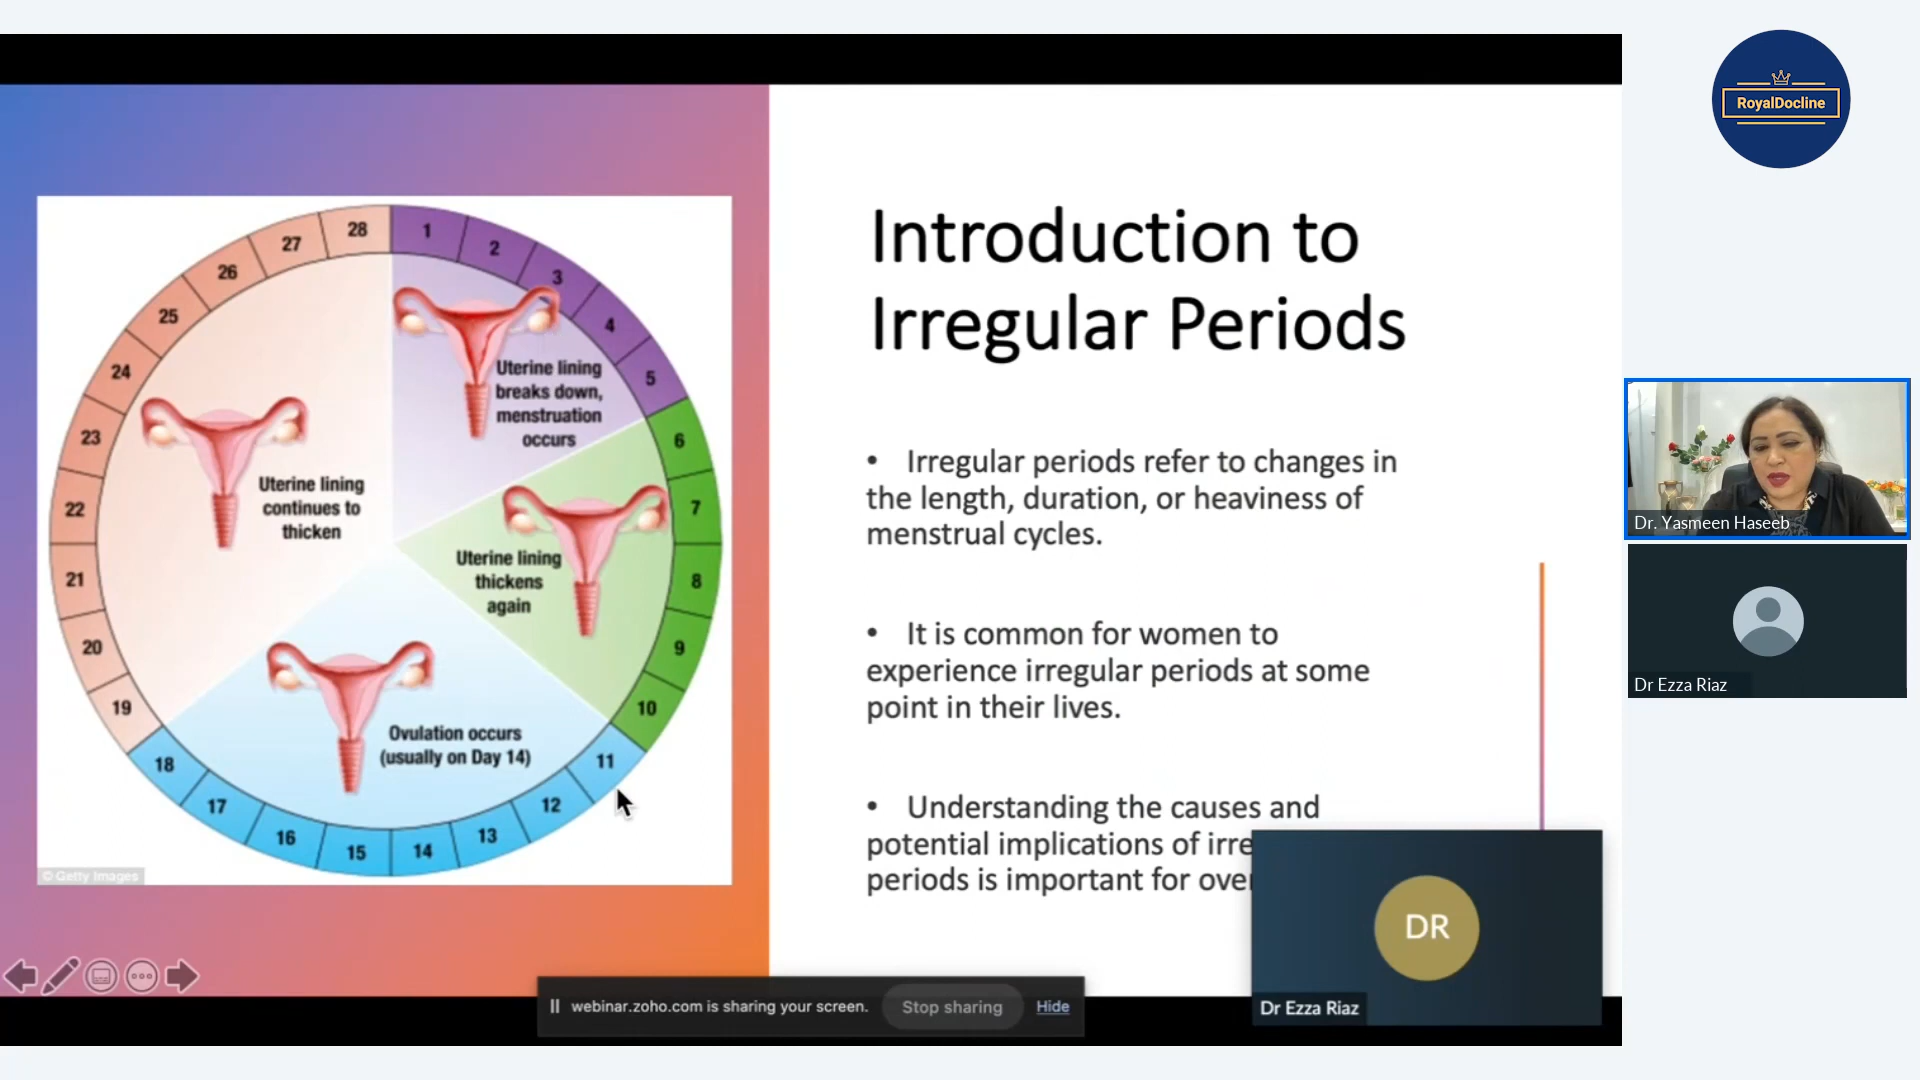 RoyalDocline
28
1
2
3
4
5
6
7
8
9
10
11
12
13
14
15
16
17
18
19
20
21
22
23
24
25
26
27
Uterine lining
breaks down,
menstruation
occurs
Uterine lining
thickens
again
Ovulation occurs
(usually on Day 14)
Uterine lining
continues to
thicken
© Getty Images
Introduction to
Irregular Periods
• Irregular periods refer to changes in
the length, duration, or heaviness of
menstrual cycles.
• It is common for women to
experience irregular periods at some
point in their lives.
• Understanding the causes and
potential implications of
periods is important for
DR
Dr Ezza Riaz
webinar.zoho.com is sharing your screen.
Stop sharing
Hide
Dr. Yasmeen Haseeb
Dr Ezza Riaz